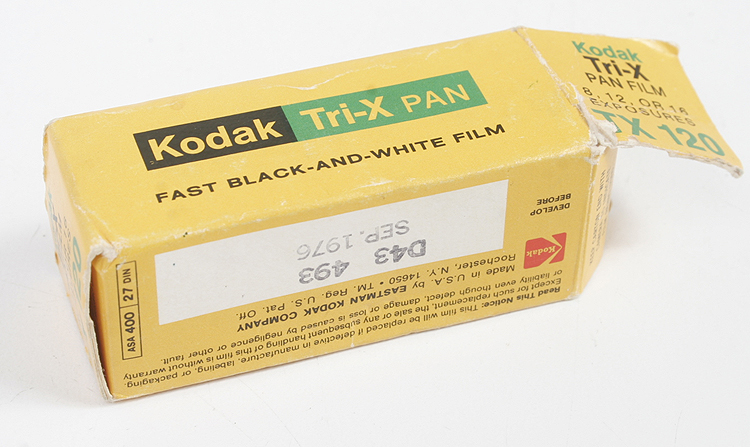 Kodak Tri-X PAN
FAST BLACK-AND-WHITE FILM
Kodak
Tri-X
PAN FILM
8, 12, OR 16
EXPOSURES
TX 120
DEVELOP
BEFORE
D43 493
SEP. 1976
Kodak
ASA 400 27 DIN
Read This Notice: This film will be replaced if defective in manufacture, labeling, or packaging,
Except for such replacement, the sale or any subsequent handling of this film is without warranty
or liability even though defect, damage or loss is caused by negligence or other fault.
Made in U.S.A. by EASTMAN KODAK COMPANY
Rochester, N.Y. 14650 • TM. Reg. U.S. Pat. Off.